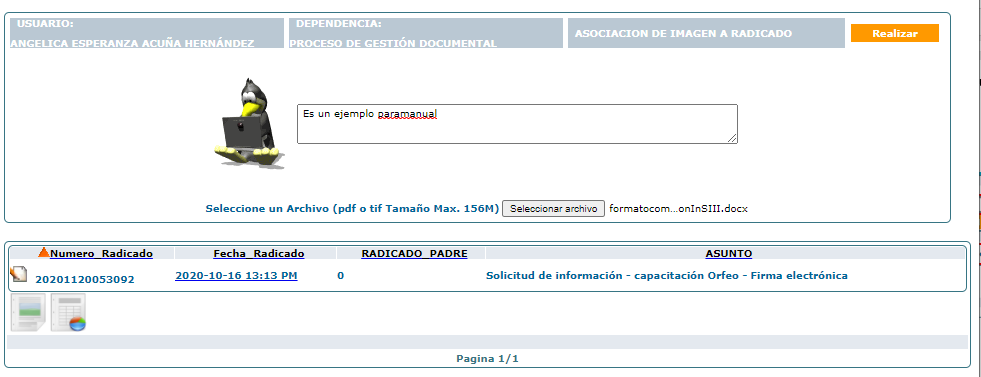 USUARIO:
ANGELICA ESPERANZA ACUÑA HERNÁNDEZ
DEPENDENCIA:
PROCESO DE GESTIÓN DOCUMENTAL
ASOCIACION DE IMAGEN A RADICADO
Realizar
Es un ejemplo paramanual
Seleccione un Archivo (pdf o tif Tamaño Max. 156M) Seleccionar archivo formatocom...onInSIII.docx
Numero_Radicado Fecha_Radicado RADICADO_PADRE ASUNTO
20201120053092 2020-10-16 13:13 PM 0 Solicitud de información - capacitación Orfeo - Firma electrónica
Pagina 1/1